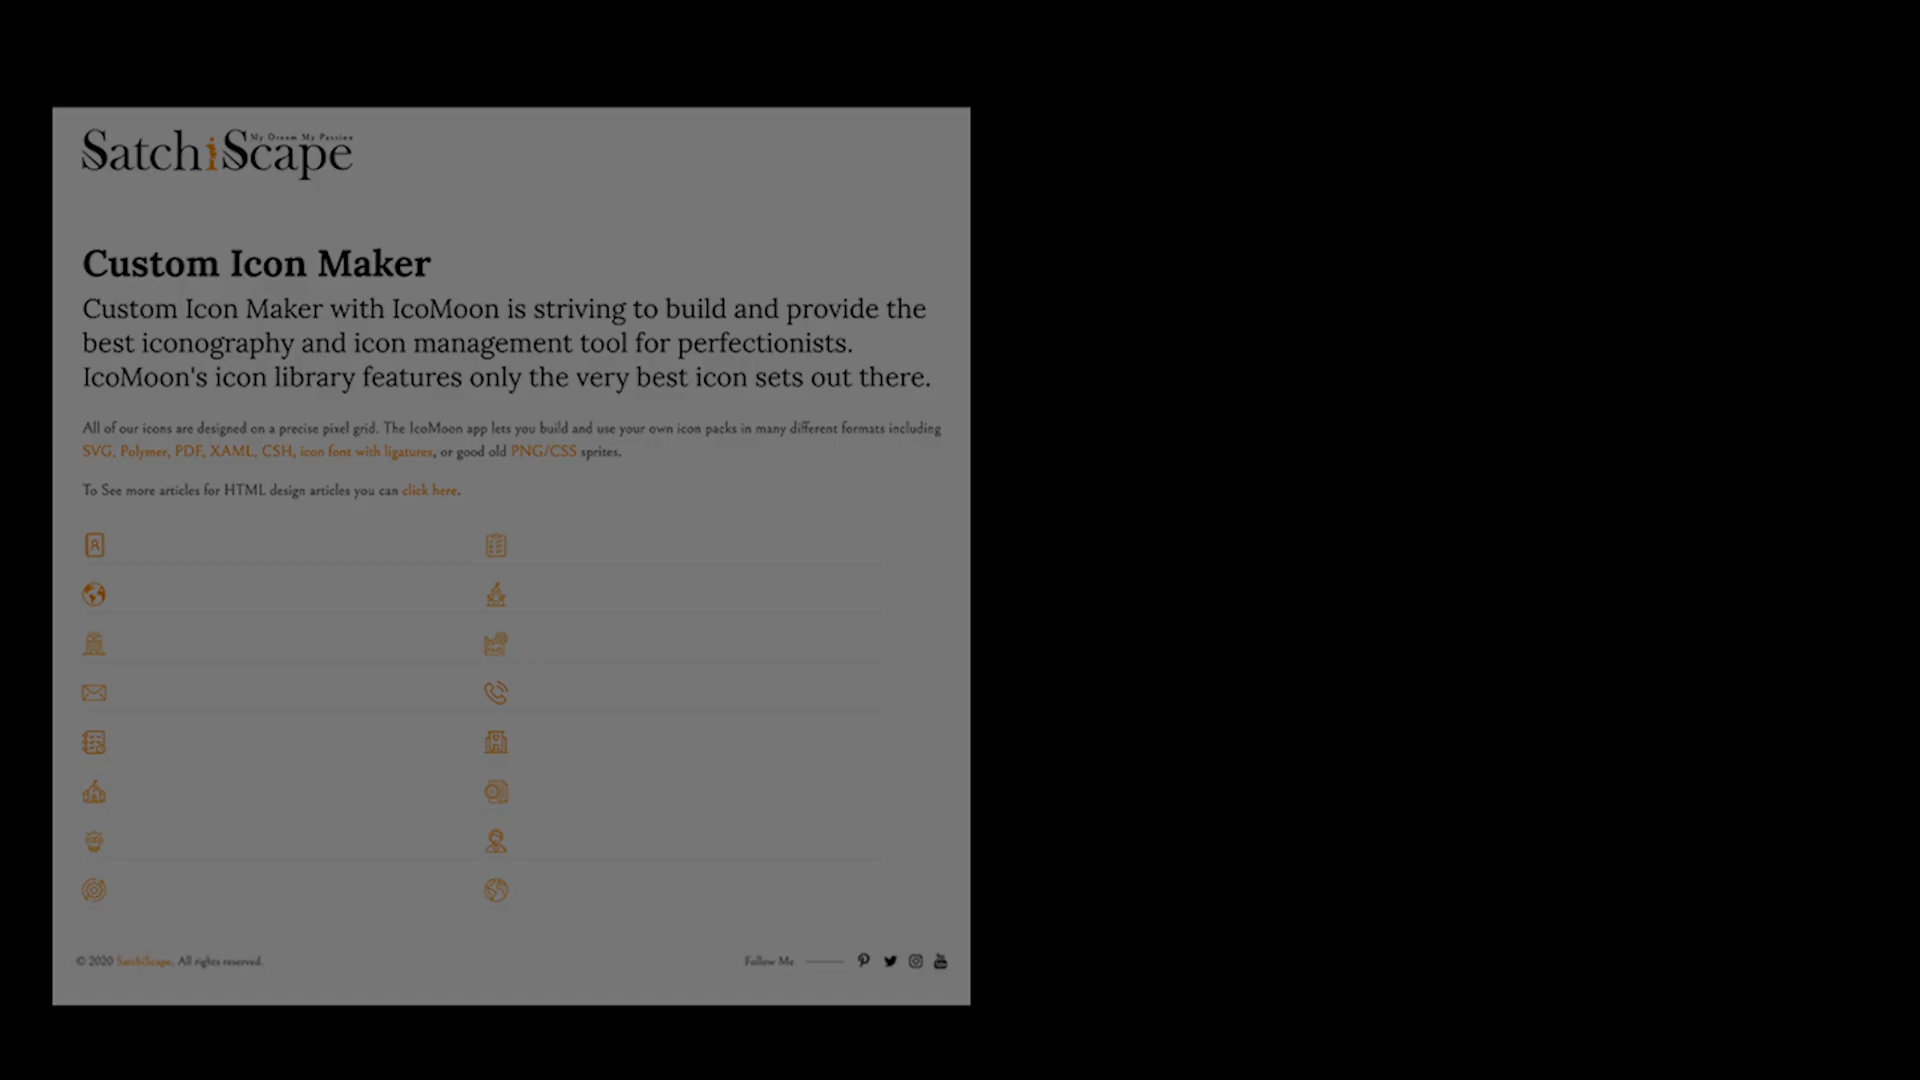 SatchiScape
My Dream My Passion
Custom Icon Maker
Custom Icon Maker with IcoMoon is striving to build and provide the
best iconography and icon management tool for perfectionists.
IcoMoon's icon library features only the very best icon sets out there.
All of our icons are designed on a precise pixel grid. The IcoMoon app lets you build and use your own icon packs in many different formats including
SVG, Polymer, PDF, XAML, CSH, icon font with ligatures, or good old PNG/CSS sprites.
To See more articles for HTML design articles you can click here.
© 2020 SatchiScape. All rights reserved.
Follow Me